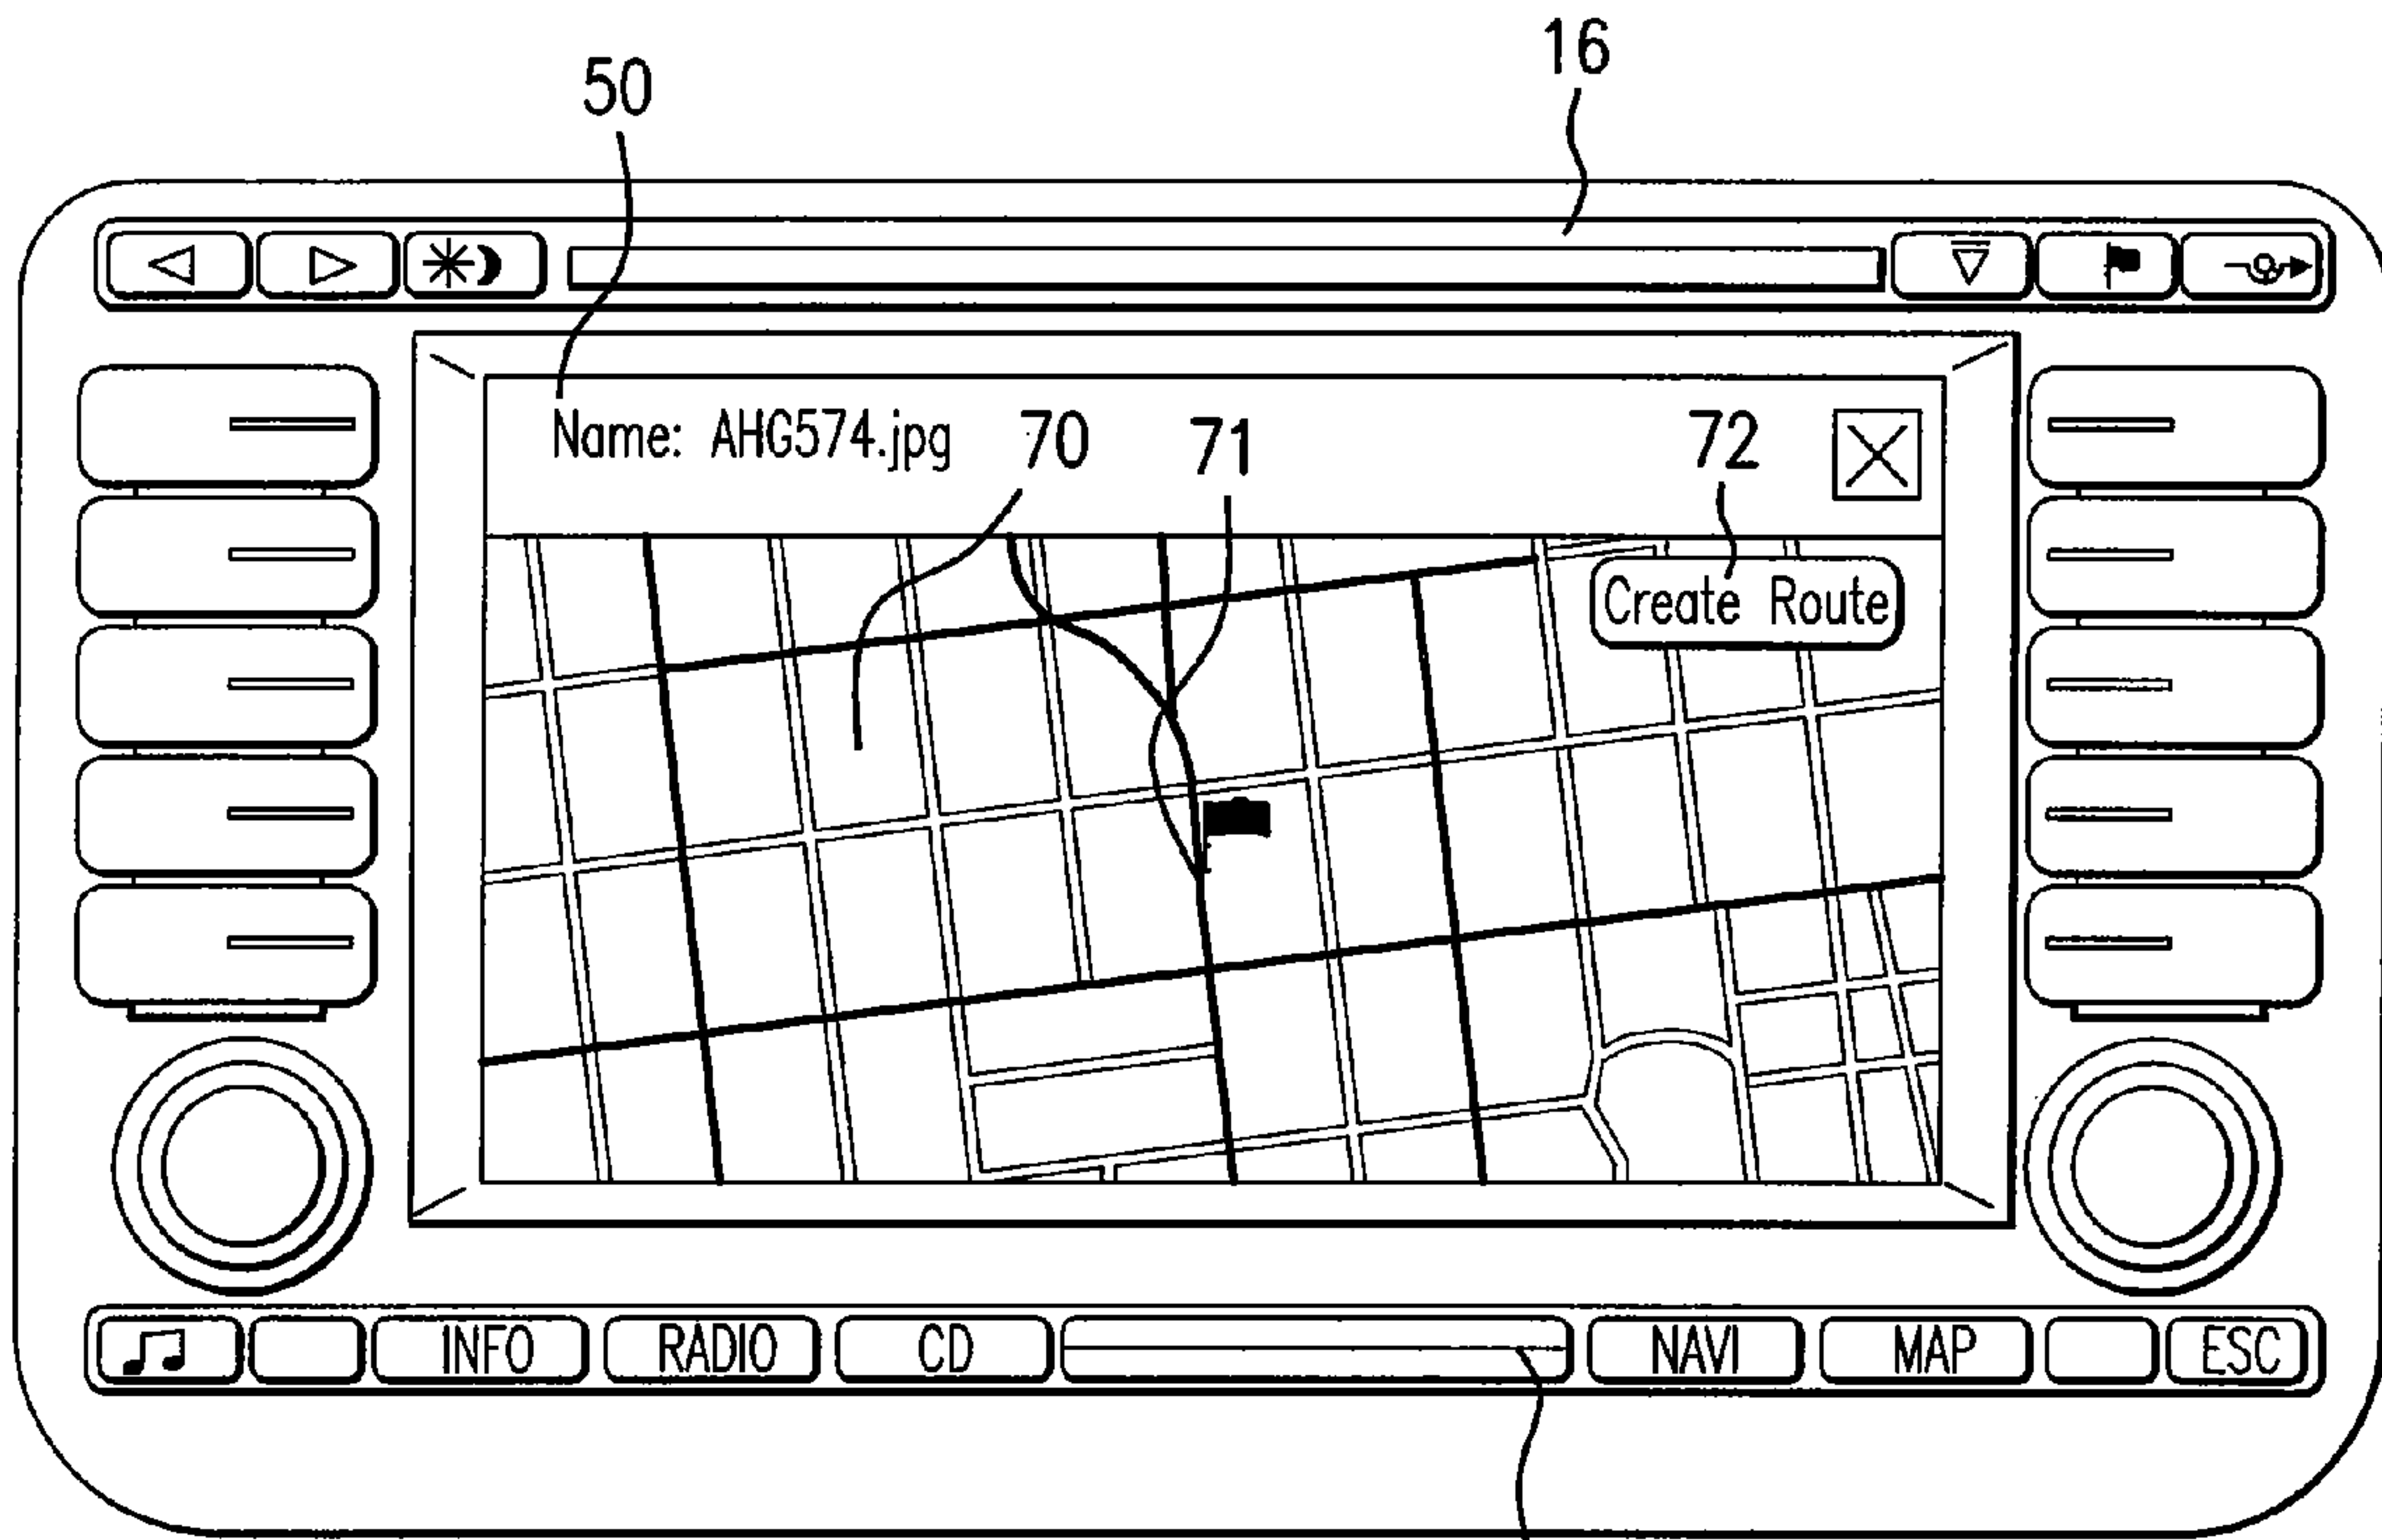 16
50
Name: AHG574.jpg
70
71
72
Create Route
INFO
RADIO
CD
NAVI
MAP
ESC